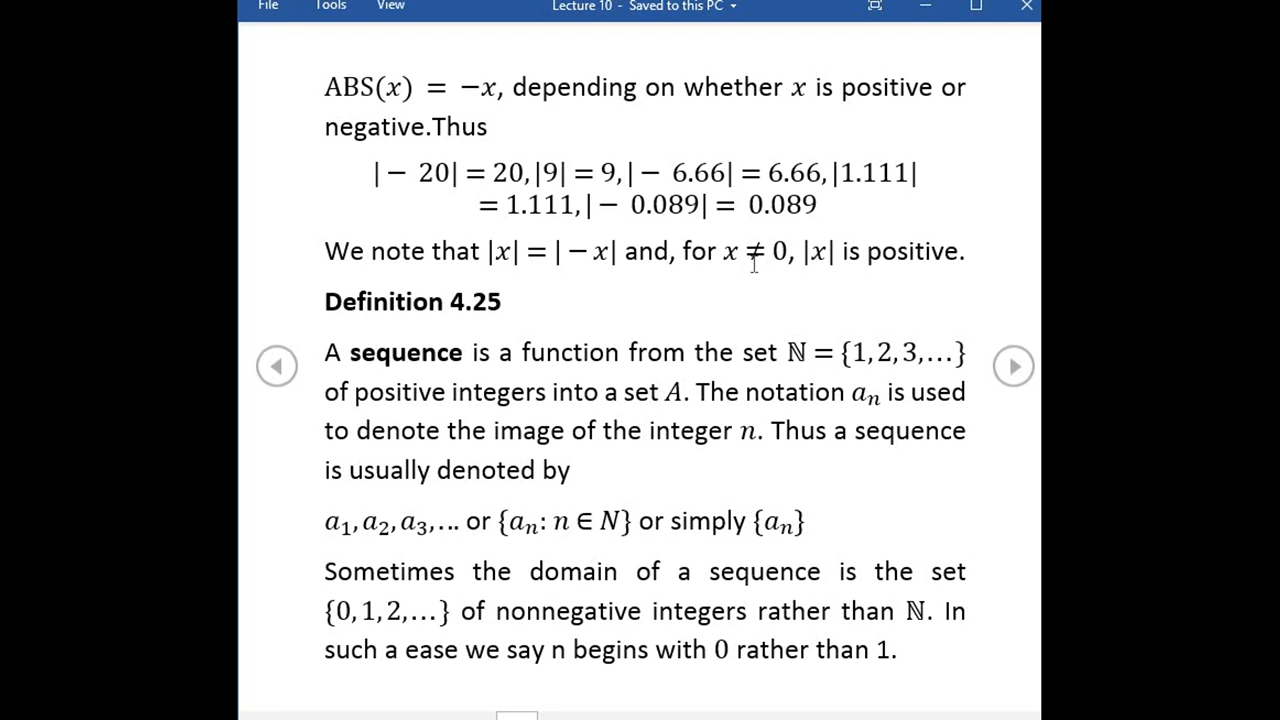 File Tools View Lecture 10 - Saved to this PC
ABS(x) = −x, depending on whether x is positive or
negative.Thus
|− 20| = 20, |9| = 9, |− 6.66| = 6.66, |1.111|
= 1.111, |− 0.089| = 0.089
We note that |x| = |− x| and, for x ≠ 0, |x| is positive.
Definition 4.25
A sequence is a function from the set ℕ = {1, 2, 3, ...}
of positive integers into a set A. The notation aₙ is used
to denote the image of the integer n. Thus a sequence
is usually denoted by
a₁, a₂, a₃, ... or {aₙ: n ∈ N} or simply {aₙ}
Sometimes the domain of a sequence is the set
{0, 1, 2, ...} of nonnegative integers rather than ℕ. In
such a ease we say n begins with 0 rather than 1.